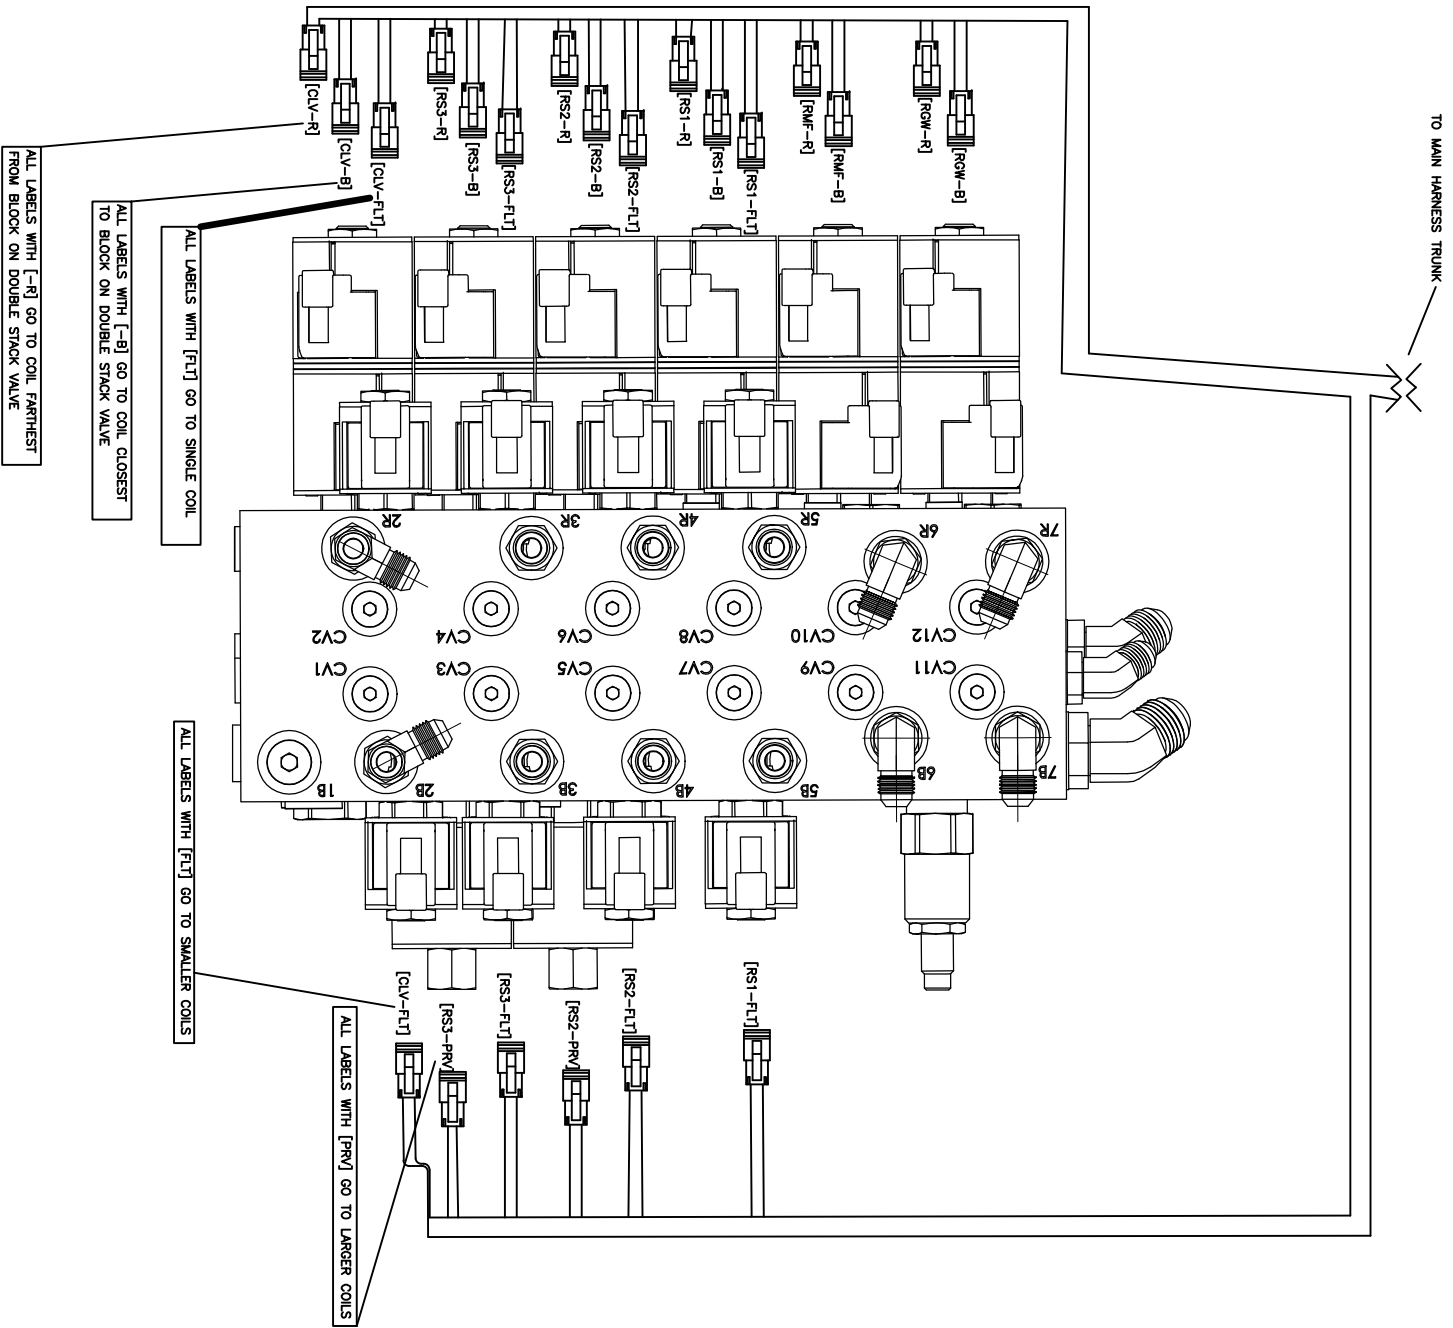 TO MAIN HARNESS TRUNK
[CLV-R]
[CLV-B]
[CLV-FLT]
[RS3-R]
[RS3-B]
[RS3-FLT]
[RS2-R]
[RS2-B]
[RS2-FLT]
[RS1-R]
[RS1-B]
[RS1-FLT]
[RMF-R]
[RMF-B]
[RGW-R]
[RGW-B]
ALL LABELS WITH [-R] GO TO COIL FARTHEST
FROM BLOCK ON DOUBLE STACK VALVE
ALL LABELS WITH [-B] GO TO COIL CLOSEST
TO BLOCK ON DOUBLE STACK VALVE
ALL LABELS WITH [FLT] GO TO SINGLE COIL
2R
3R
4R
5R
6R
7R
CV2
CV4
CV6
CV8
CV10
CV12
CV1
CV3
CV5
CV7
CV9
CV11
1B
2B
3B
4B
5B
6B
7B
ALL LABELS WITH [FLT] GO TO SMALLER COILS
[CLV-FLT]
[RS3-PRV]
[RS3-FLT]
[RS2-PRV]
[RS2-FLT]
[RS1-FLT]
ALL LABELS WITH [PRV] GO TO LARGER COILS